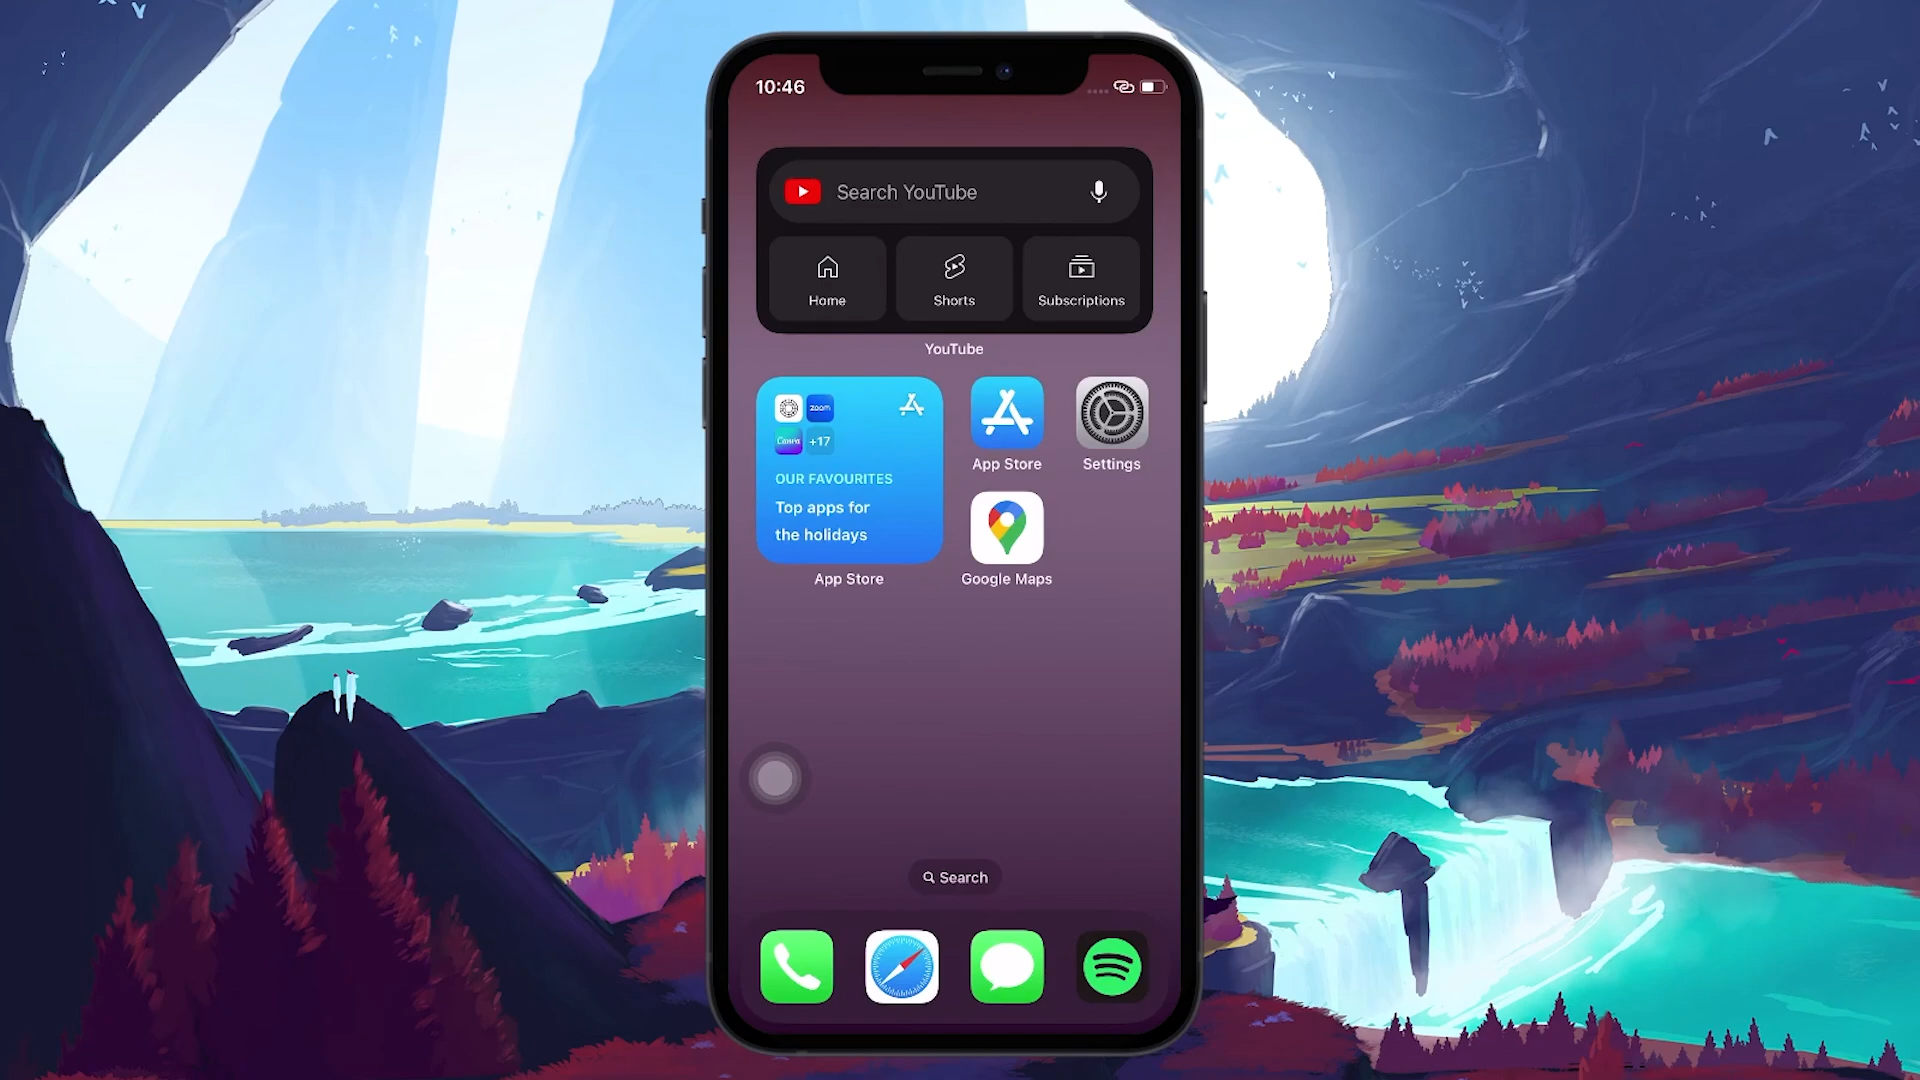 10:46
Search YouTube
Home
Shorts
Subscriptions
YouTube
zoom
Canva
+17
OUR FAVOURITES
Top apps for
the holidays
App Store
App Store
Settings
Google Maps
Search